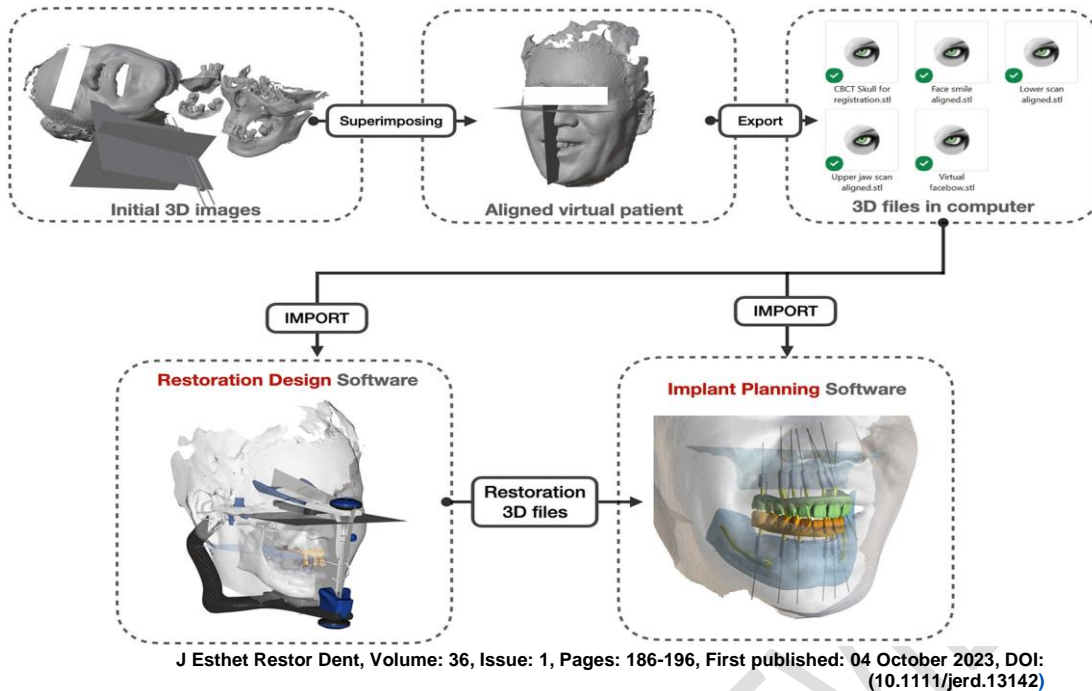 Initial 3D images
Superimposing
Aligned virtual patient
Export
CBCT Skull for
registration.stl
Face smile
aligned.stl
Lower scan
aligned.stl
Upper jaw scan
aligned.stl
Virtual
facebow.stl
3D files in computer
IMPORT
IMPORT
Restoration Design Software
Restoration
3D files
Implant Planning Software
J Esthet Restor Dent, Volume: 36, Issue: 1, Pages: 186-196, First published: 04 October 2023, DOI:
(10.1111/jerd.13142)